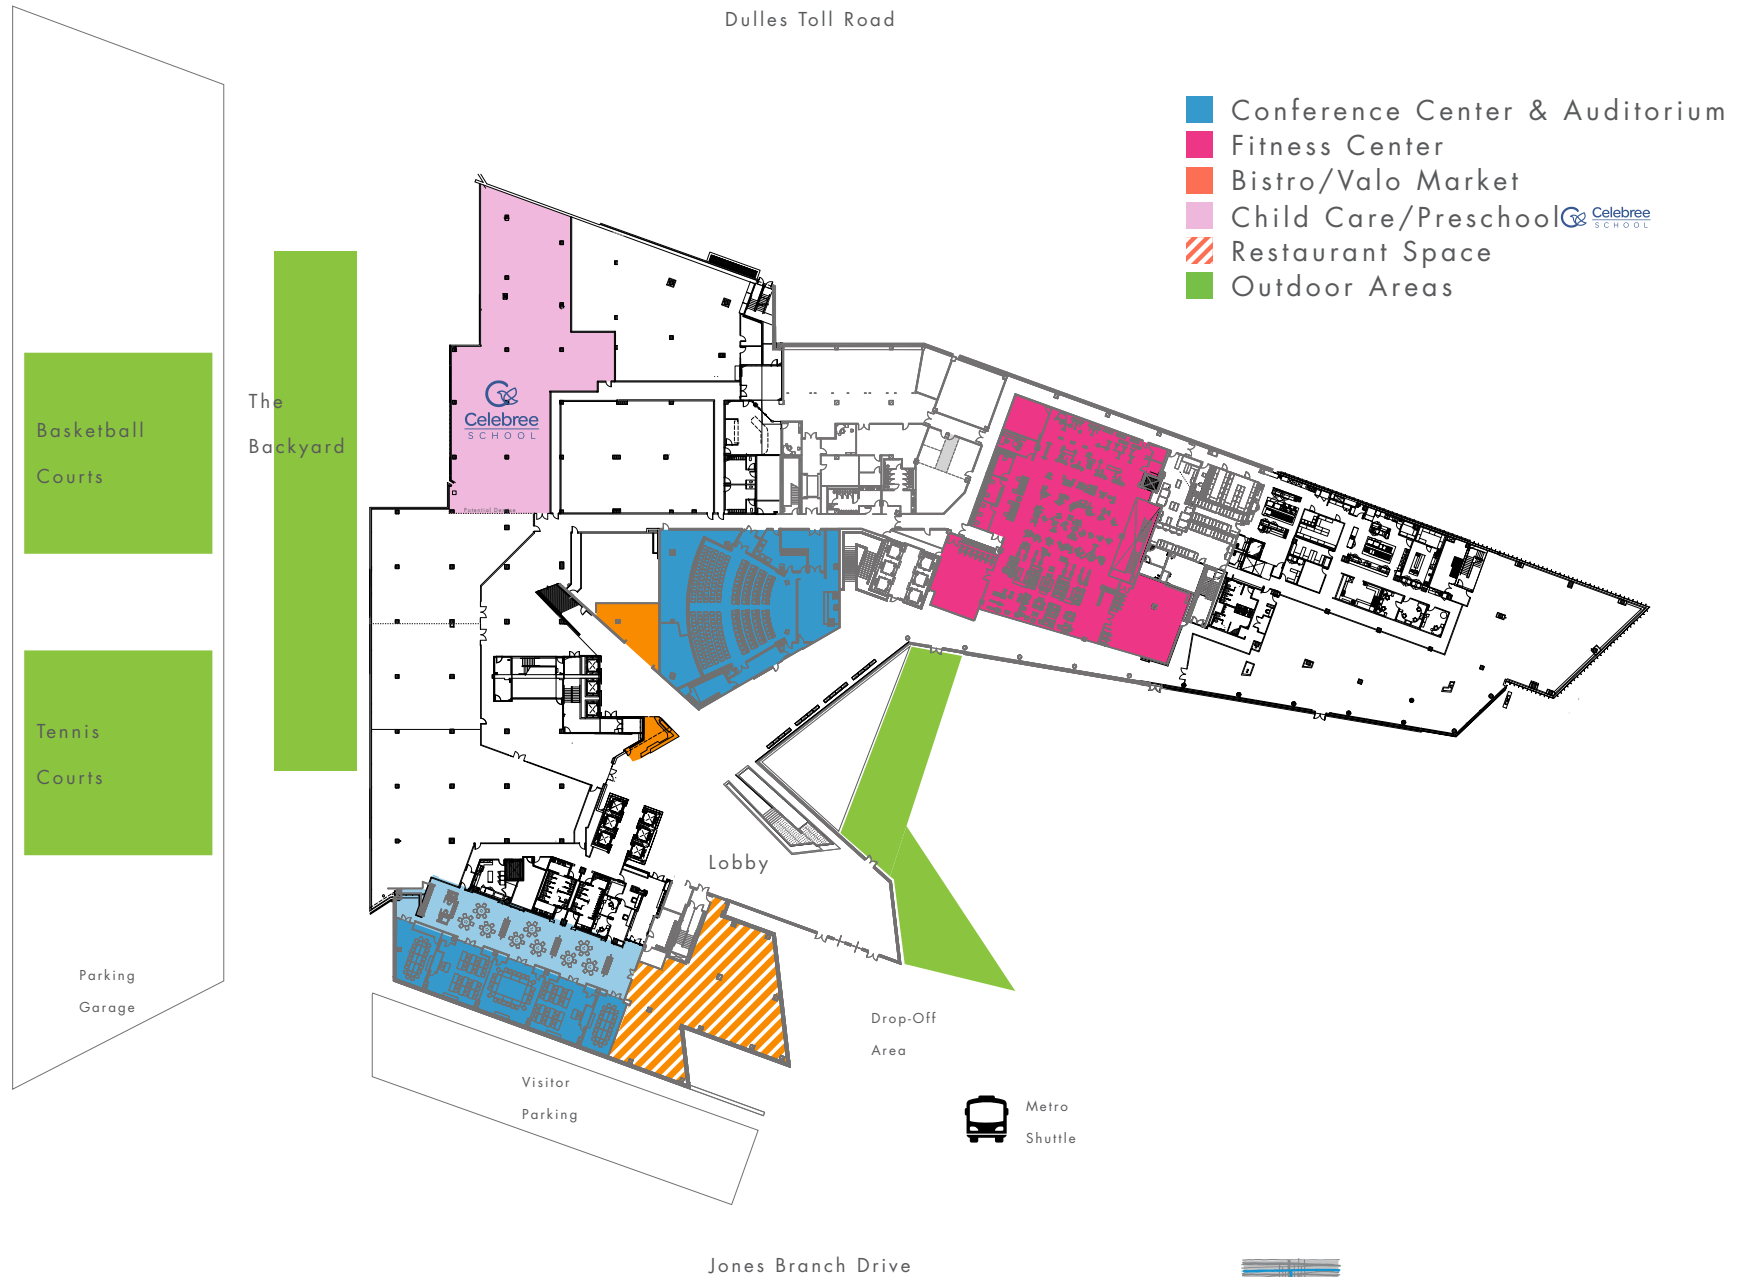 Dulles Toll Road
Conference Center & Auditorium
Fitness Center
Bistro/Valo Market
Child Care/Preschool Celebree
SCHOOL
Restaurant Space
Outdoor Areas
The
Backyard
Basketball
Courts
Celebree
SCHOOL
Tennis
Courts
Lobby
Parking
Garage
Drop-Off
Area
Visitor
Parking
Metro
Shuttle
Jones Branch Drive